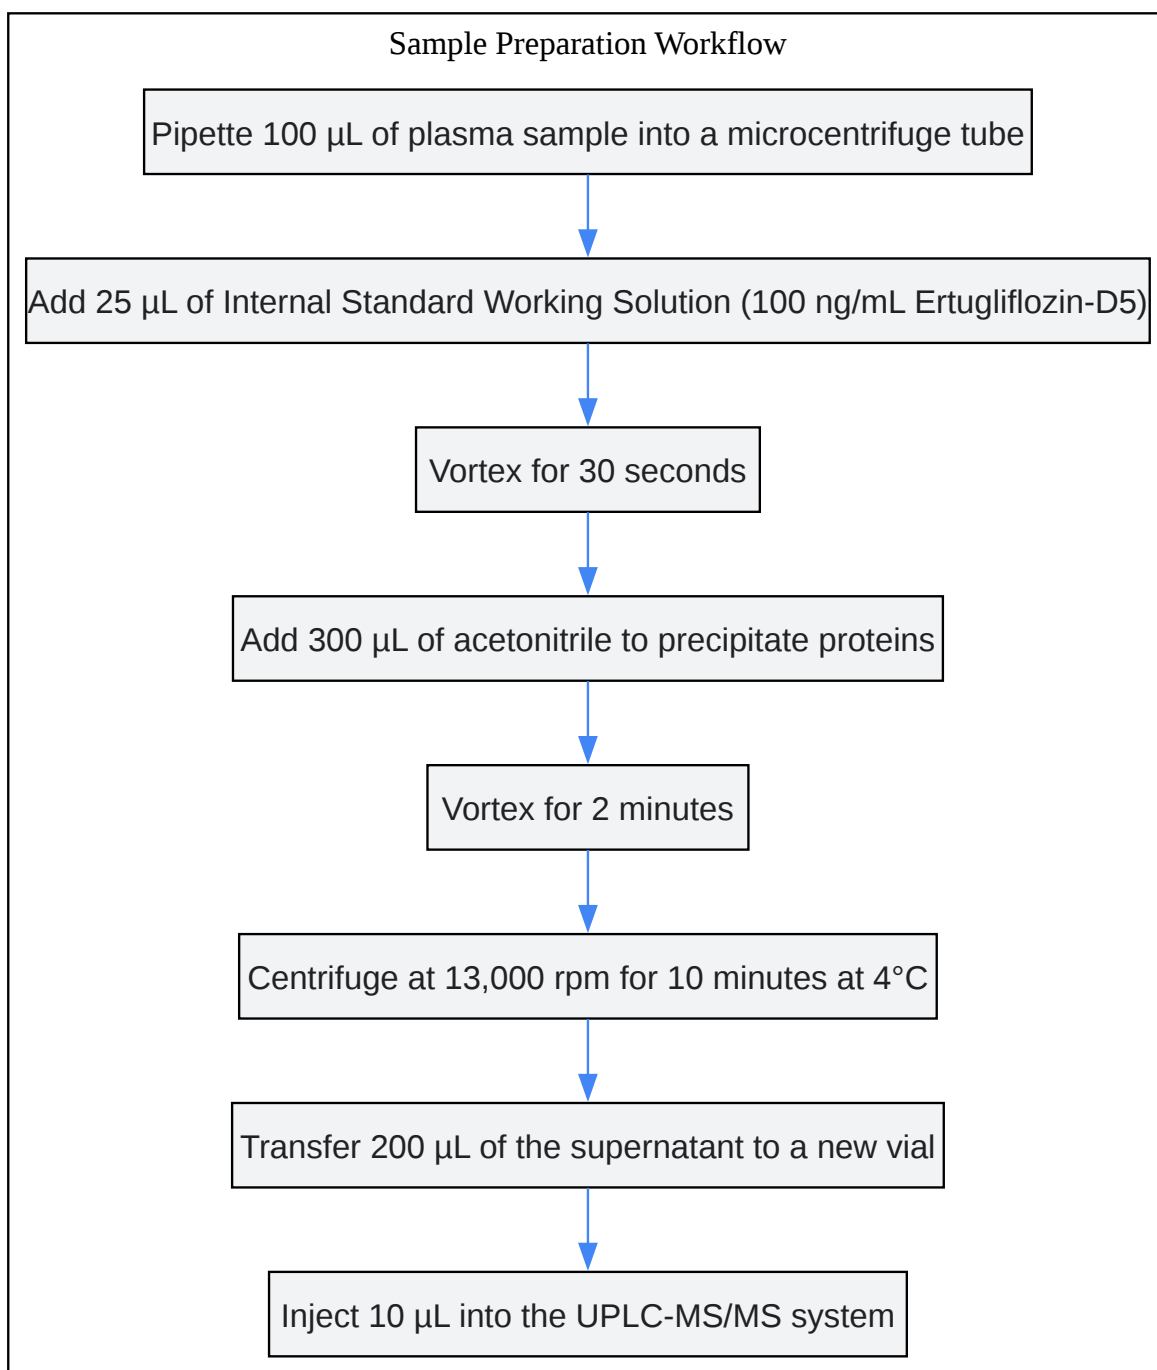 Sample Preparation Workflow
Pipette 100 µL of plasma sample into a microcentrifuge tube
Add 25 µL of Internal Standard Working Solution (100 ng/mL Ertugliflozin-D5)
Vortex for 30 seconds
Add 300 µL of acetonitrile to precipitate proteins
Vortex for 2 minutes
Centrifuge at 13,000 rpm for 10 minutes at 4°C
Transfer 200 µL of the supernatant to a new vial
Inject 10 µL into the UPLC-MS/MS system